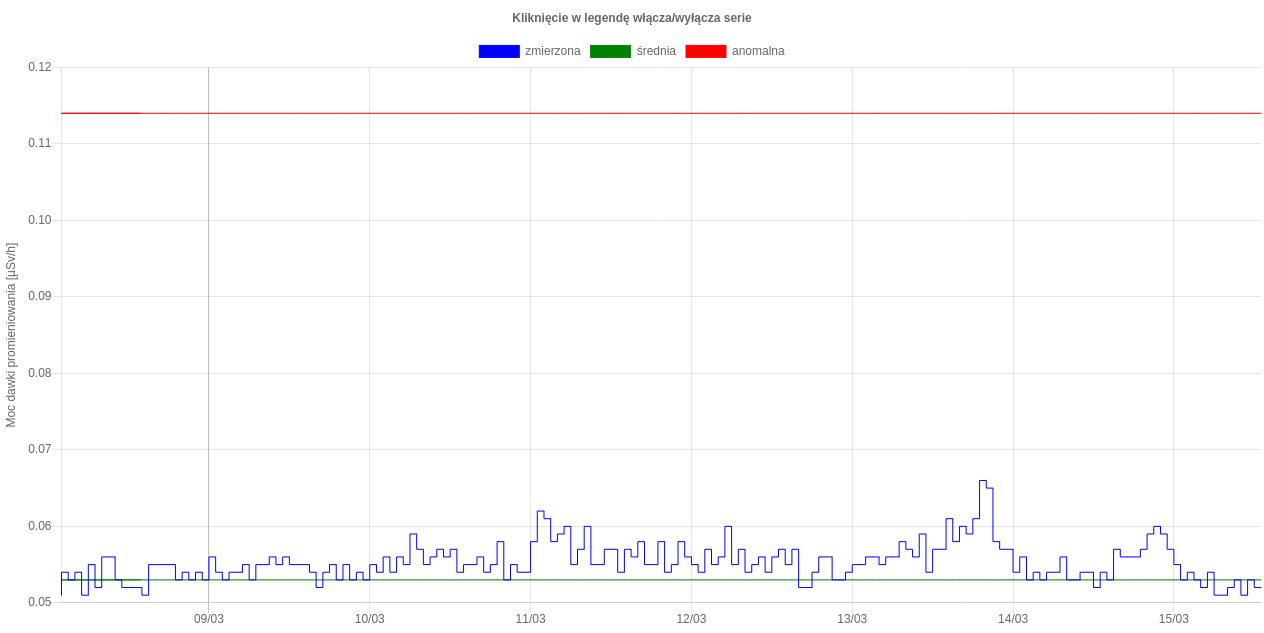 Kliknięcie w legendę włącza/wyłącza serie
zmierzona średnia anomalna
Moc dawki promieniowania [µSv/h]
0.12
0.11
0.10
0.09
0.08
0.07
0.06
0.05
09/03 10/03 11/03 12/03 13/03 14/03 15/03